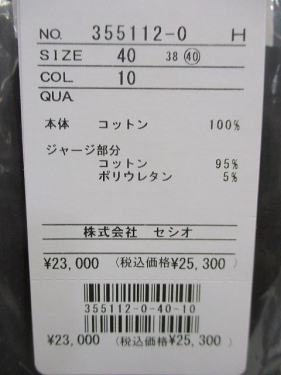 NO. 355112-0 H
SIZE 40 38 ㊵
COL. 10
QUA.
本体 コットン 100%
ジャージ部分
コットン 95%
ポリウレタン 5%
株式会社 セシオ
¥23,000 (税込価格¥25,300 )
355112-0-40-10
¥23,000 (税込価格¥25,300 )